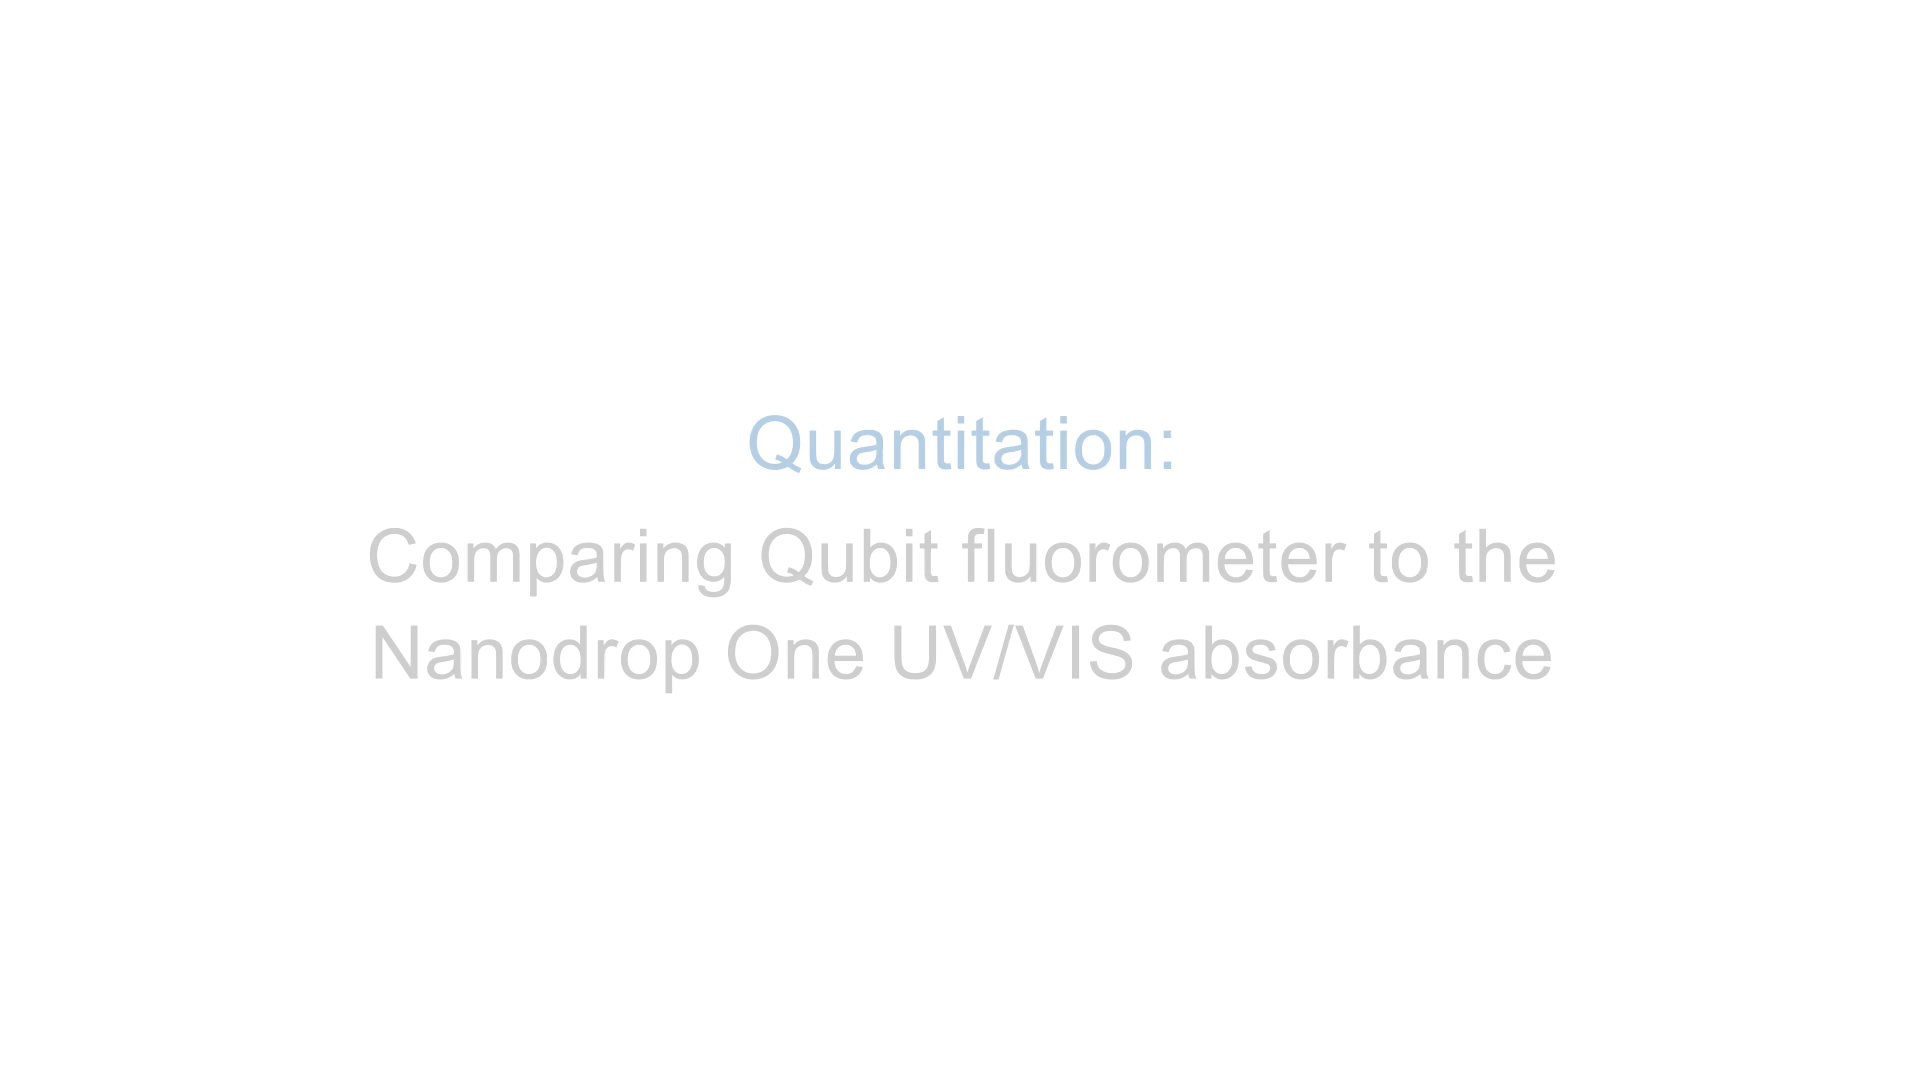 Quantitation:
Comparing Qubit fluorometer to the
Nanodrop One UV/VIS absorbance